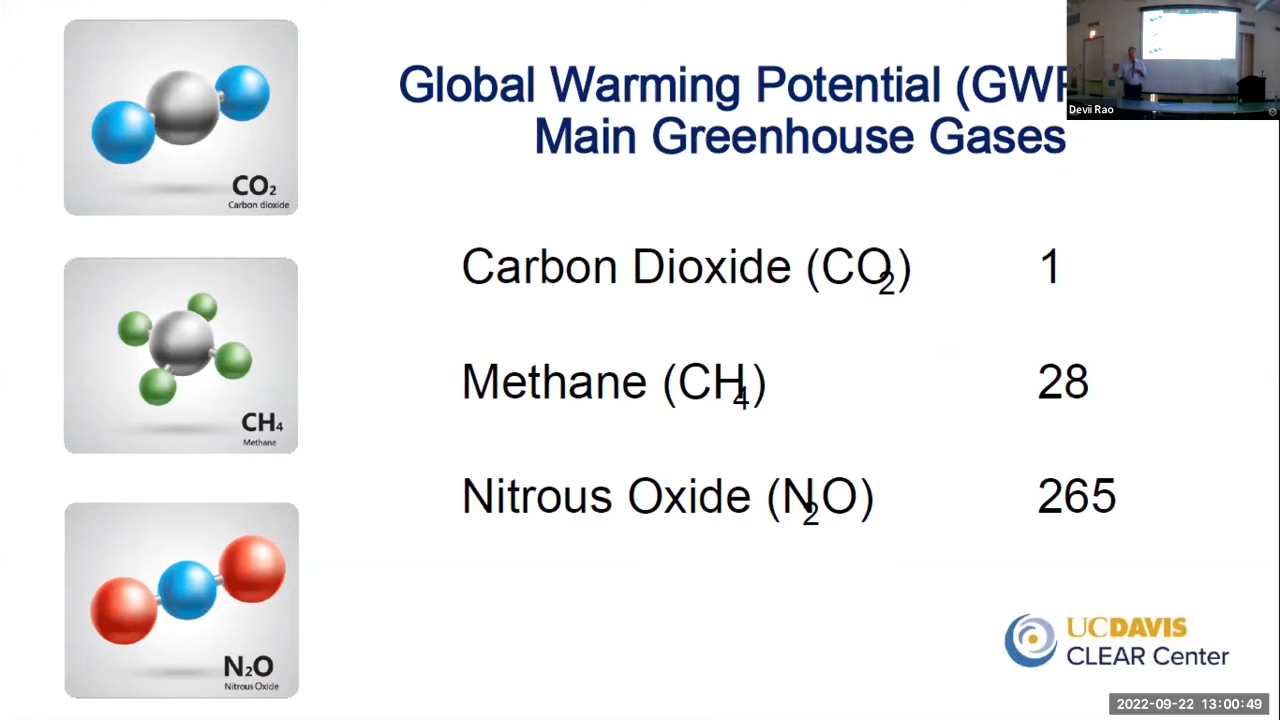 Global Warming Potential (GWP
Main Greenhouse Gases
Devii Rao
CO₂
Carbon dioxide
Carbon Dioxide (CO₂) 1
CH₄
Methane
Methane (CH₄) 28
N₂O
Nitrous Oxide
Nitrous Oxide (N₂O) 265
UCDAVIS
CLEAR Center
2022-09-22 13:00:49